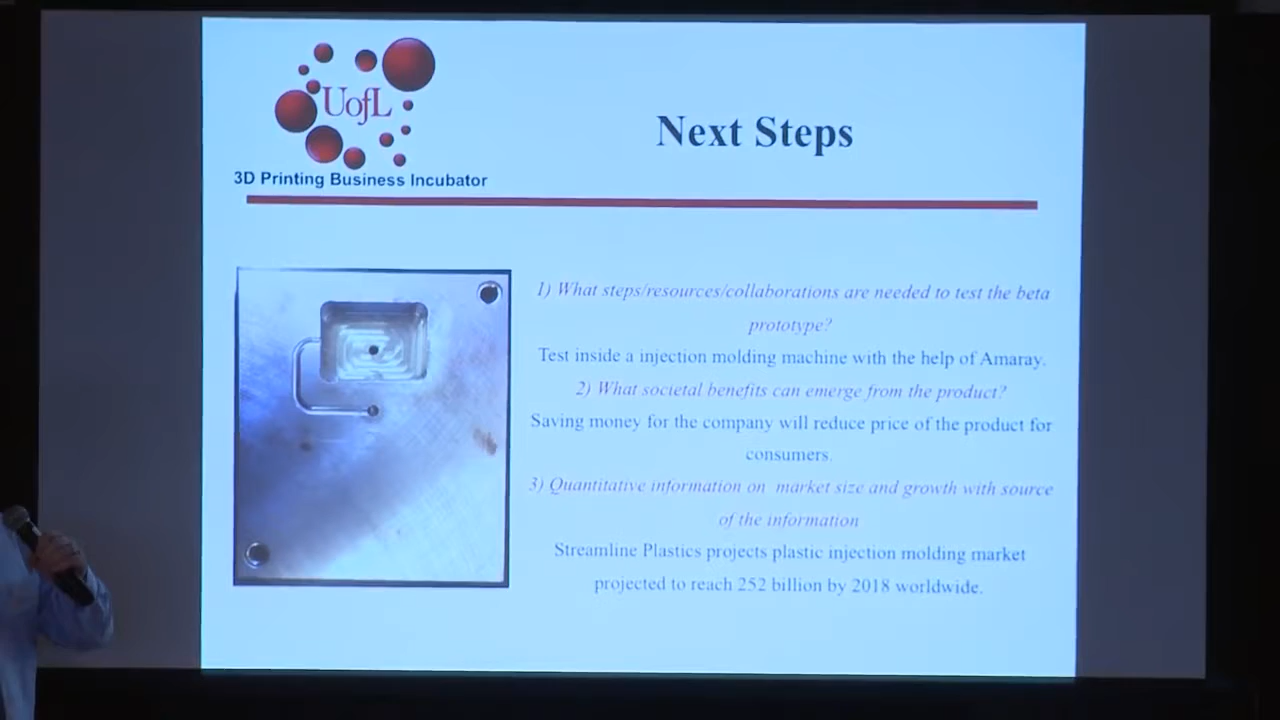 UofL
3D Printing Business Incubator
Next Steps
1) What steps/resources/collaborations are needed to test the beta
prototype?
Test inside a injection molding machine with the help of Amaray.
2) What societal benefits can emerge from the product?
Saving money for the company will reduce price of the product for
consumers.
3) Quantitative information on market size and growth with source
of the information
Streamline Plastics projects plastic injection molding market
projected to reach 252 billion by 2018 worldwide.